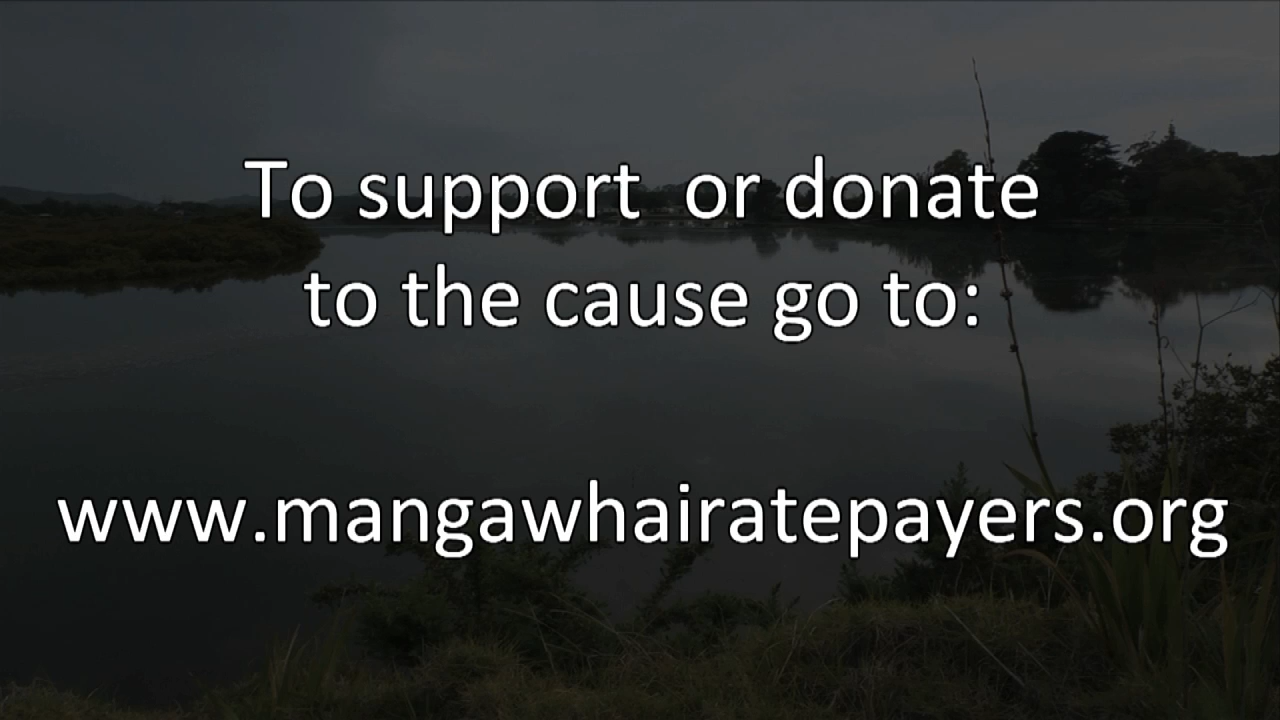 To support  or donate
to the cause go to:
www.mangawhairatepayers.org